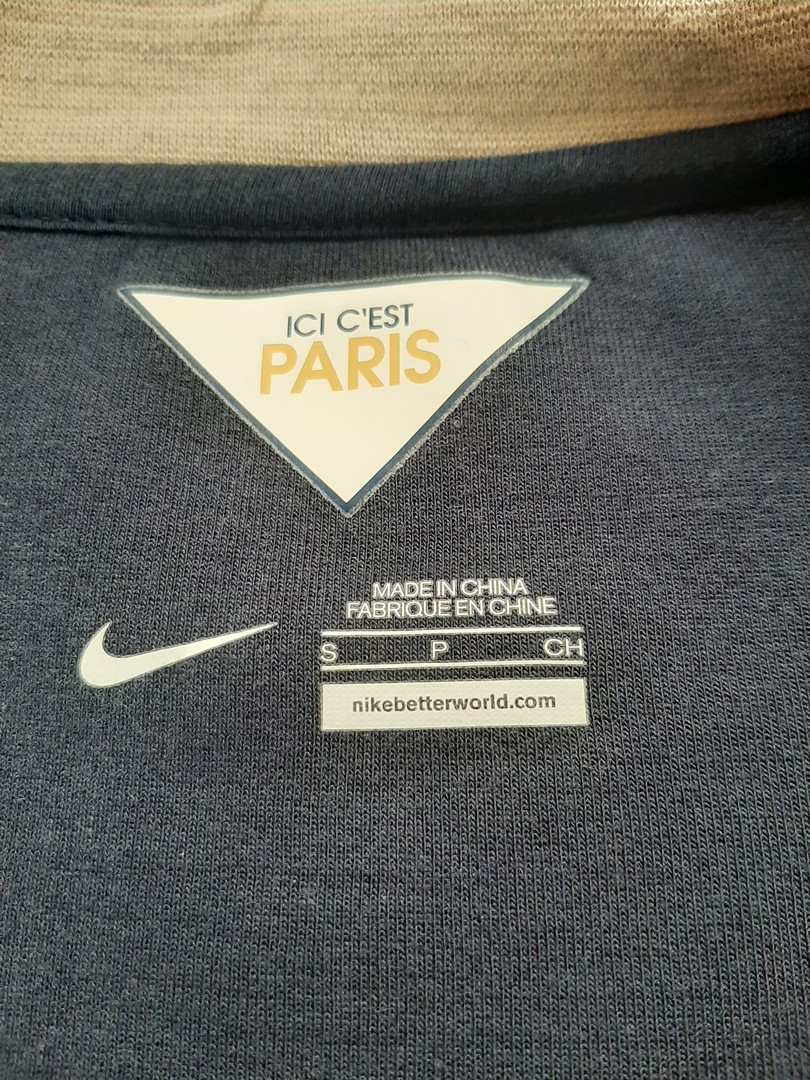 ICI C'EST
PARIS
MADE IN CHINA
FABRIQUE EN CHINE
S P CH
nikebetterworld.com